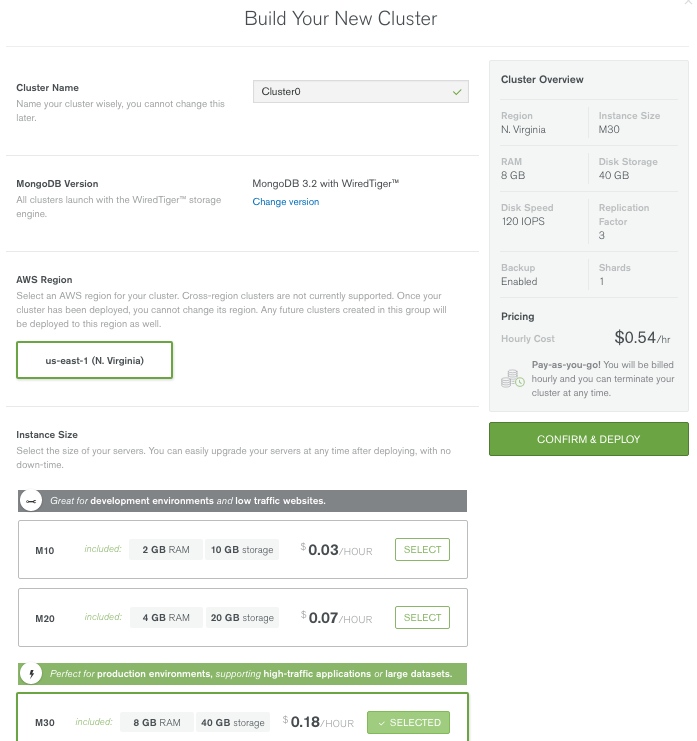 Build Your New Cluster
Cluster Name
Name your cluster wisely, you cannot change this
later.
Cluster0
MongoDB Version
All clusters launch with the WiredTiger™ storage
engine.
MongoDB 3.2 with WiredTiger™
Change version
AWS Region
Select an AWS region for your cluster. Cross-region clusters are not currently supported. Once your
cluster has been deployed, you cannot change its region. Any future clusters created in this group will
be deployed to this region as well.
us-east-1 (N. Virginia)
Instance Size
Select the size of your servers. You can easily upgrade your servers at any time after deploying, with no
down-time.
Great for development environments and low traffic websites.
M10 included: 2 GB RAM 10 GB storage $ 0.03/HOUR SELECT
M20 included: 4 GB RAM 20 GB storage $ 0.07/HOUR SELECT
Perfect for production environments, supporting high-traffic applications or large datasets.
M30 included: 8 GB RAM 40 GB storage $ 0.18/HOUR SELECTED
Cluster Overview
Region
N. Virginia
Instance Size
M30
RAM
8 GB
Disk Storage
40 GB
Disk Speed
120 IOPS
Replication
Factor
3
Backup
Enabled
Shards
1
Pricing
Hourly Cost $0.54/hr
Pay-as-you-go! You will be billed
hourly and you can terminate your
cluster at any time.
CONFIRM & DEPLOY